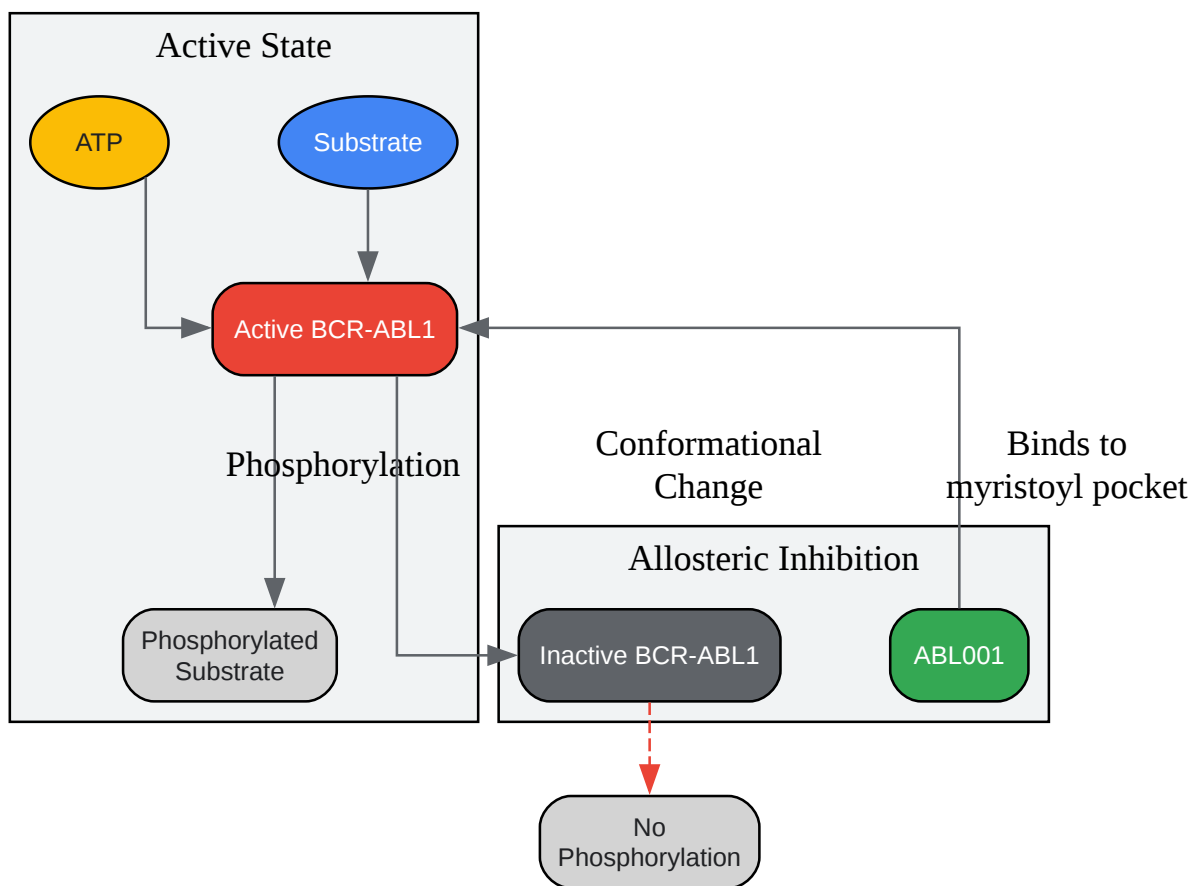 Active State
ATP
Substrate
Active BCR-ABL1
Phosphorylation
Conformational
Change
Binds to
myristoyl pocket
Allosteric Inhibition
Phosphorylated
Substrate
Inactive BCR-ABL1
ABL001
No
Phosphorylation